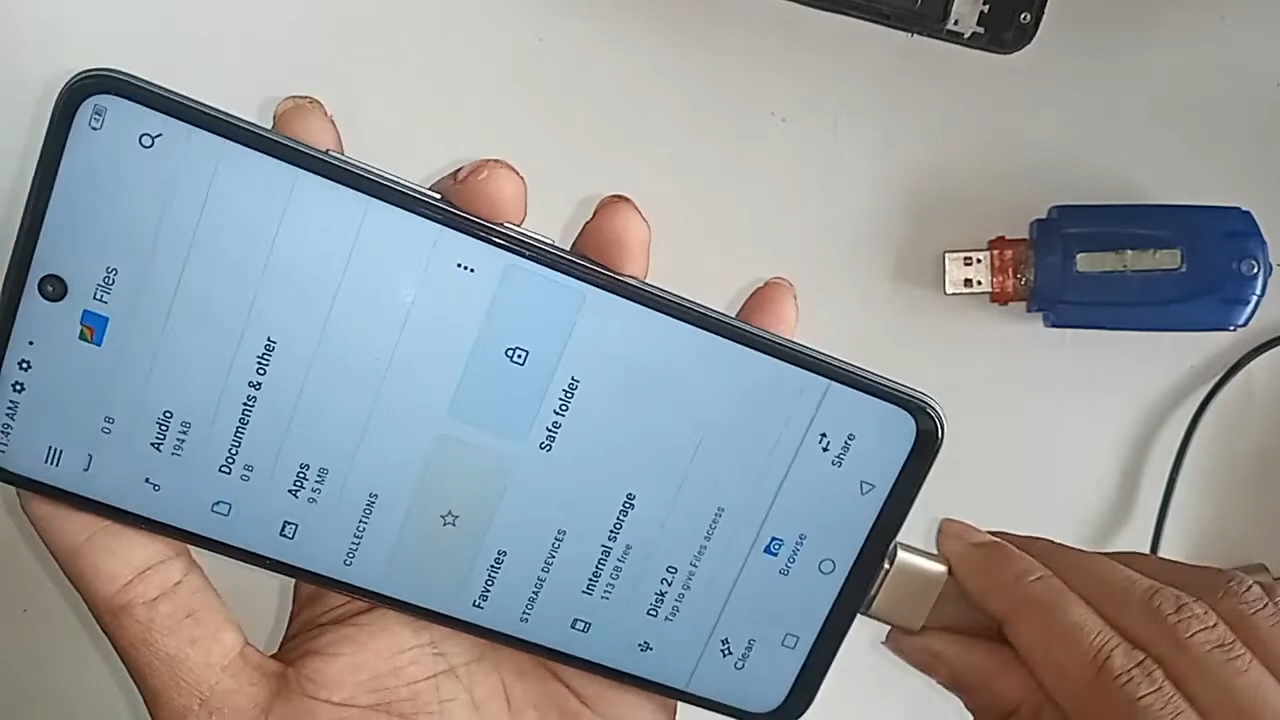 1:49 AM
Files
0 B
Audio
194 kB
Documents & other
0 B
Apps
9.5 MB
COLLECTIONS
Favorites
Safe folder
STORAGE DEVICES
Internal storage
113 GB free
Disk 2.0
Tap to give Files access
Clean
Browse
Share